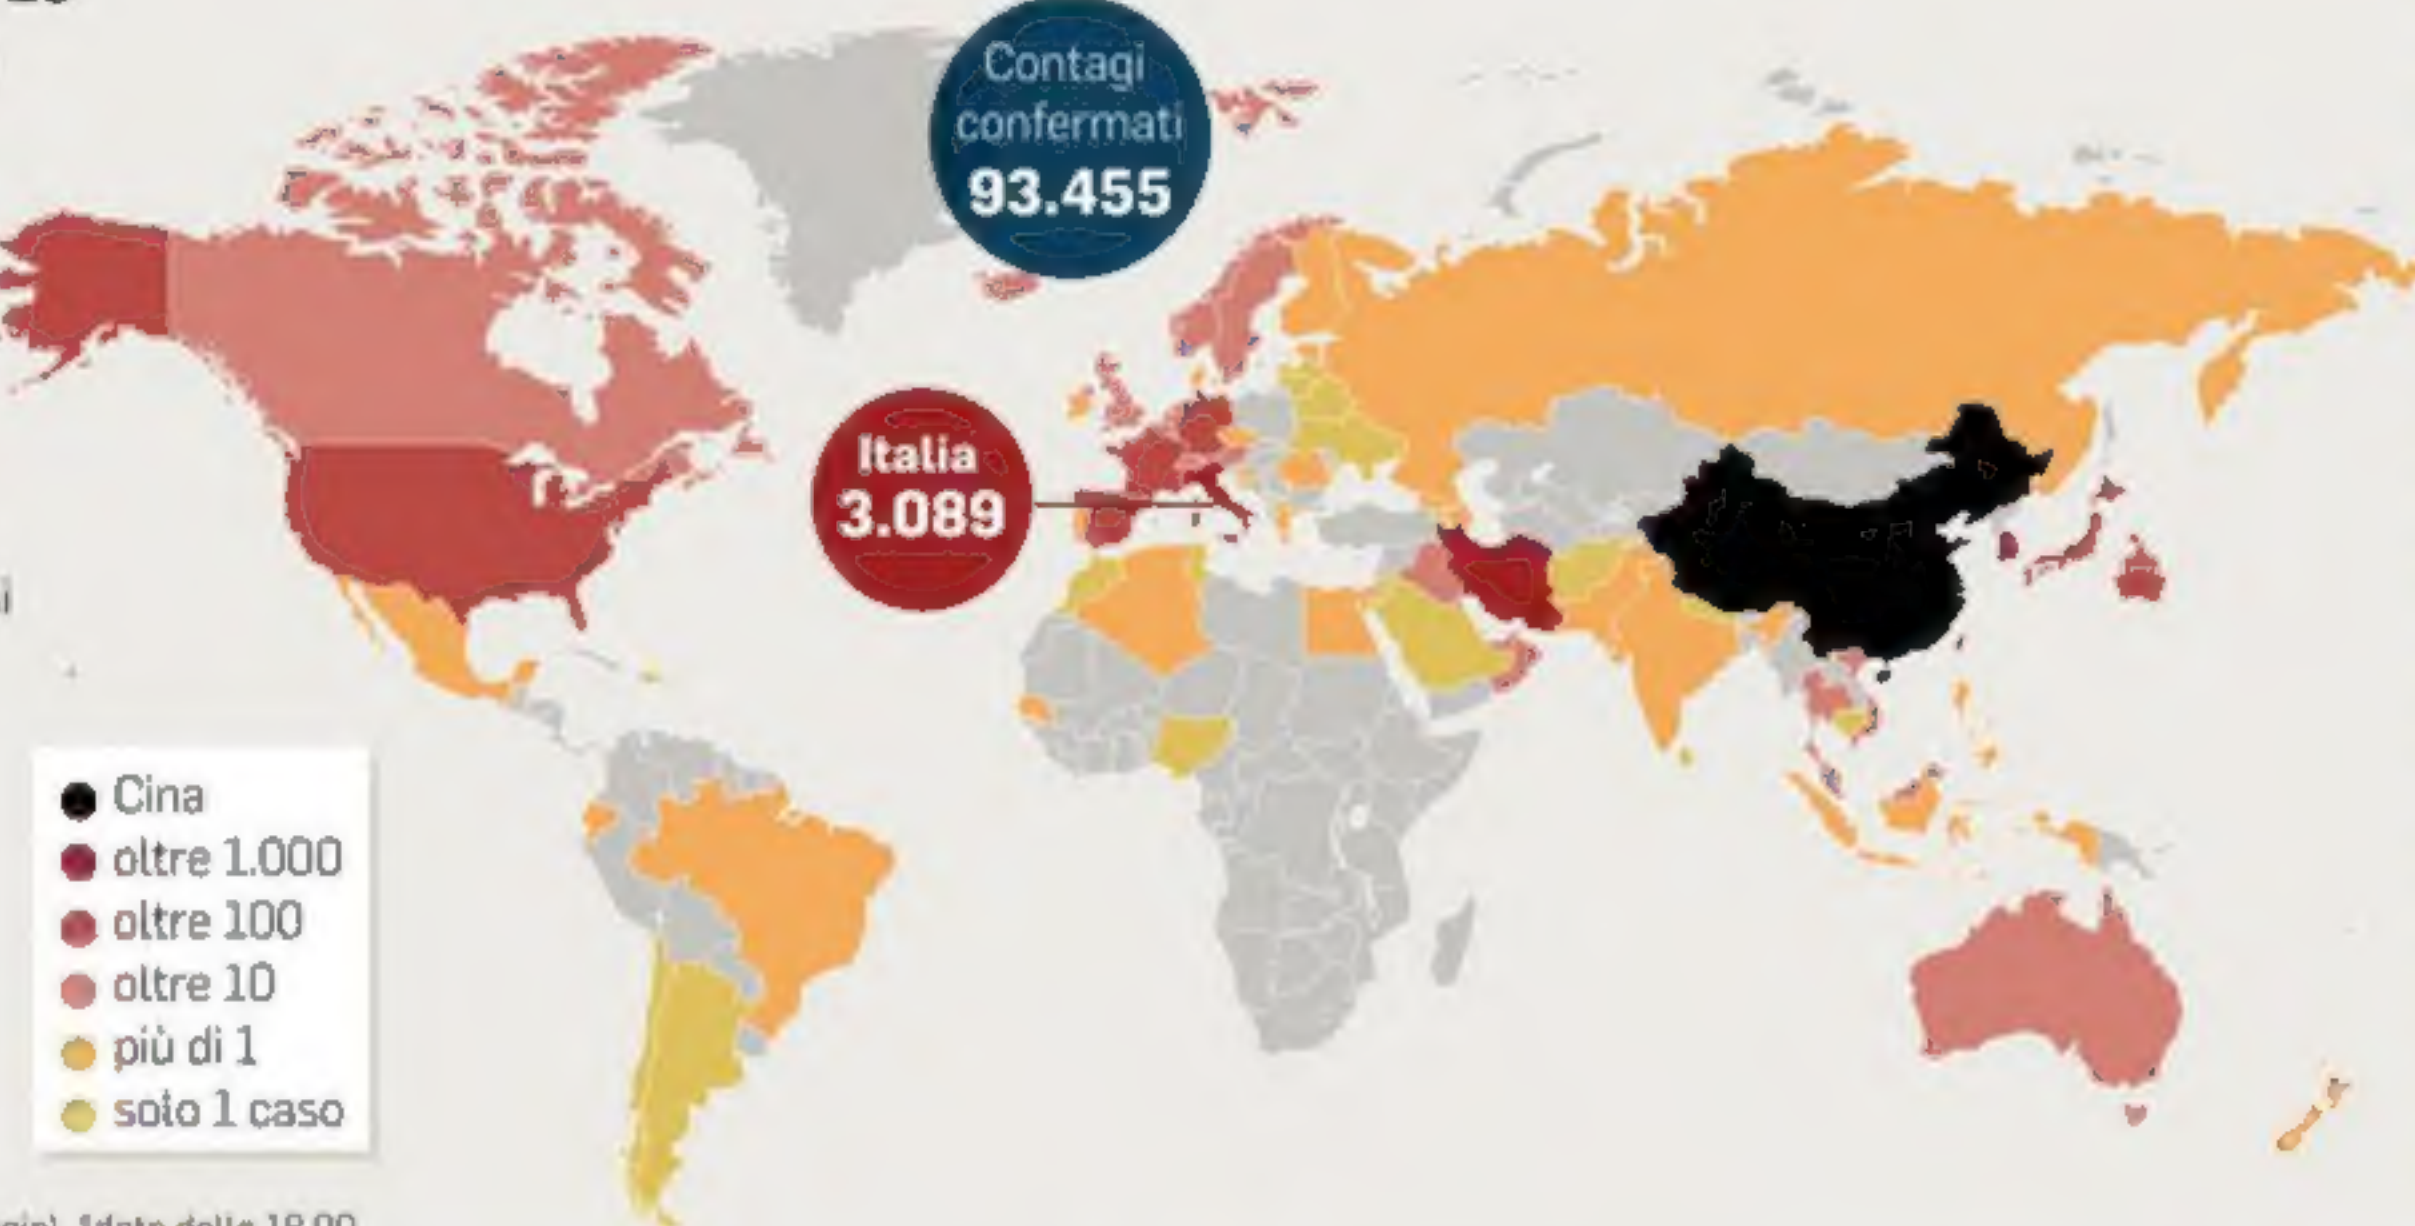 Contagi
confermati
93.455
Italia
3.089
Cina
oltre 1.000
oltre 100
oltre 10
più di 1
solo 1 caso